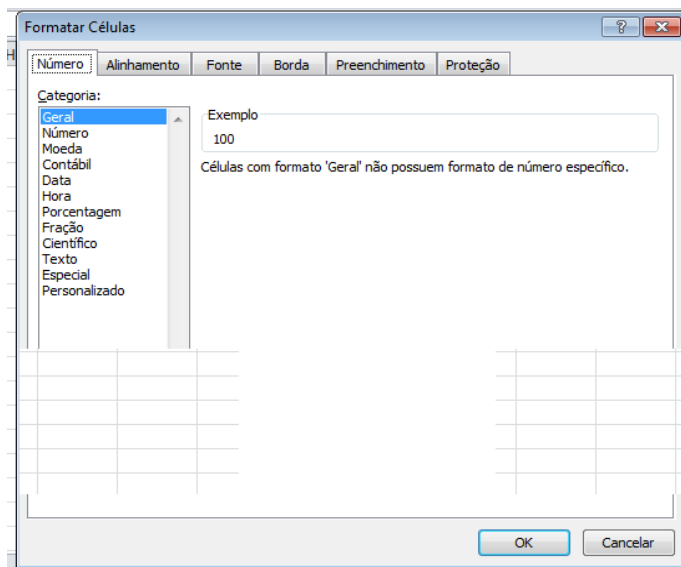 Formatar Células
H
Número Alinhamento Fonte Borda Preenchimento Proteção
Categoria:
Geral
Número
Moeda
Contábil
Data
Hora
Porcentagem
Fração
Científico
Texto
Especial
Personalizado
Exemplo
100
Células com formato 'Geral' não possuem formato de número específico.
OK Cancelar